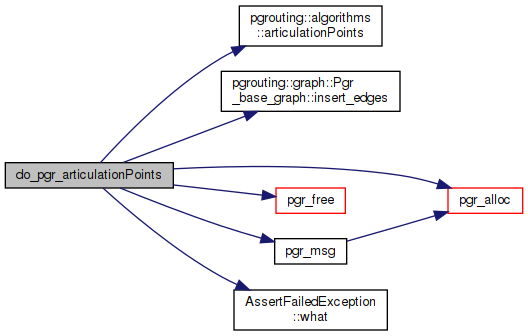 pgrouting::algorithms
::articulationPoints
pgrouting::graph::Pgr
_base_graph::insert_edges
do_pgr_articulationPoints
pgr_free
pgr_alloc
pgr_msg
AssertFailedException
::what